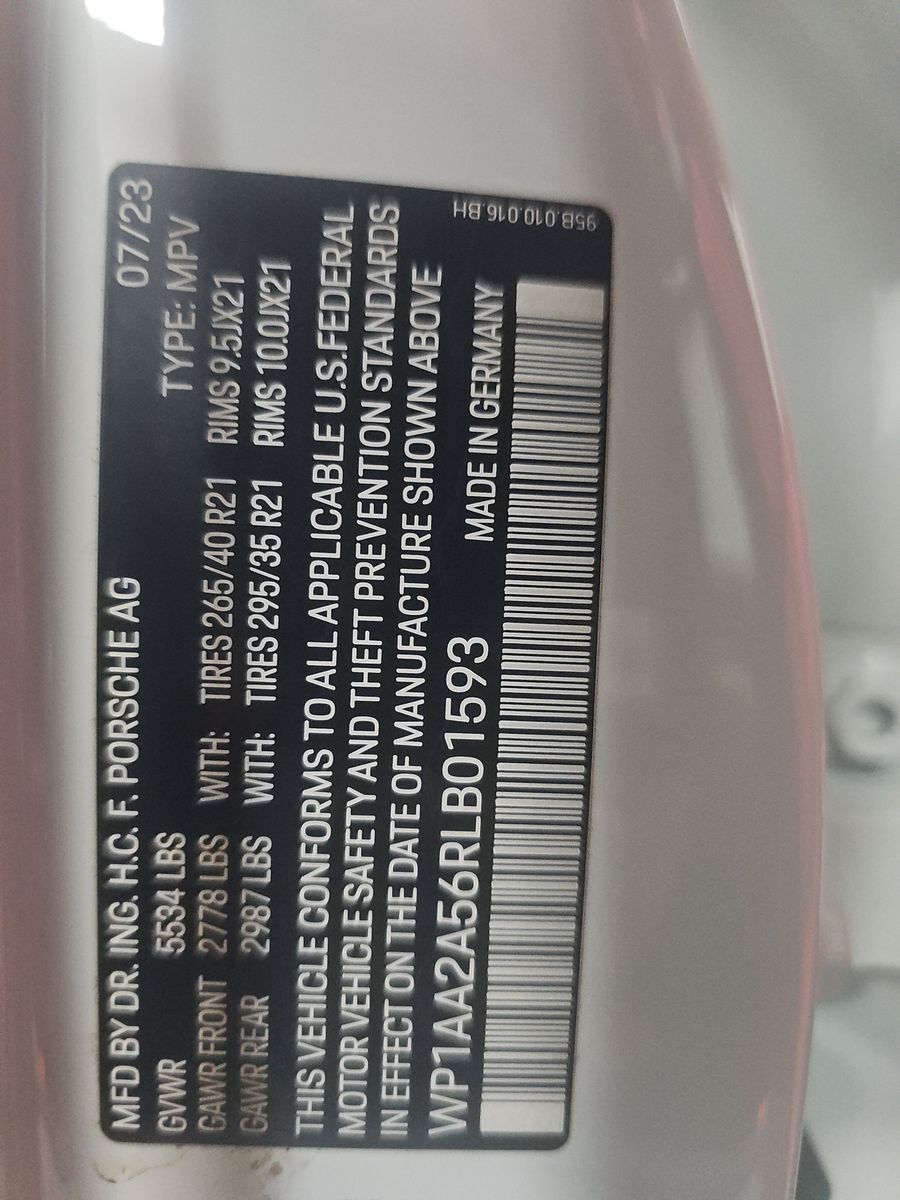 MFD BY DR. ING. H.C. F. PORSCHE AG 07/23
GVWR 5534 LBS TYPE: MPV
GAWR FRONT 2778 LBS WITH: TIRES 265/40 R21 RIMS 9.5JX21
GAWR REAR 2987 LBS WITH: TIRES 295/35 R21 RIMS 10.0JX21
THIS VEHICLE CONFORMS TO ALL APPLICABLE U.S.FEDERAL
MOTOR VEHICLE SAFETY AND THEFT PREVENTION STANDARDS
IN EFFECT ON THE DATE OF MANUFACTURE SHOWN ABOVE
WP1AA2A56RLB01593 MADE IN GERMANY
95B.010.016.BH